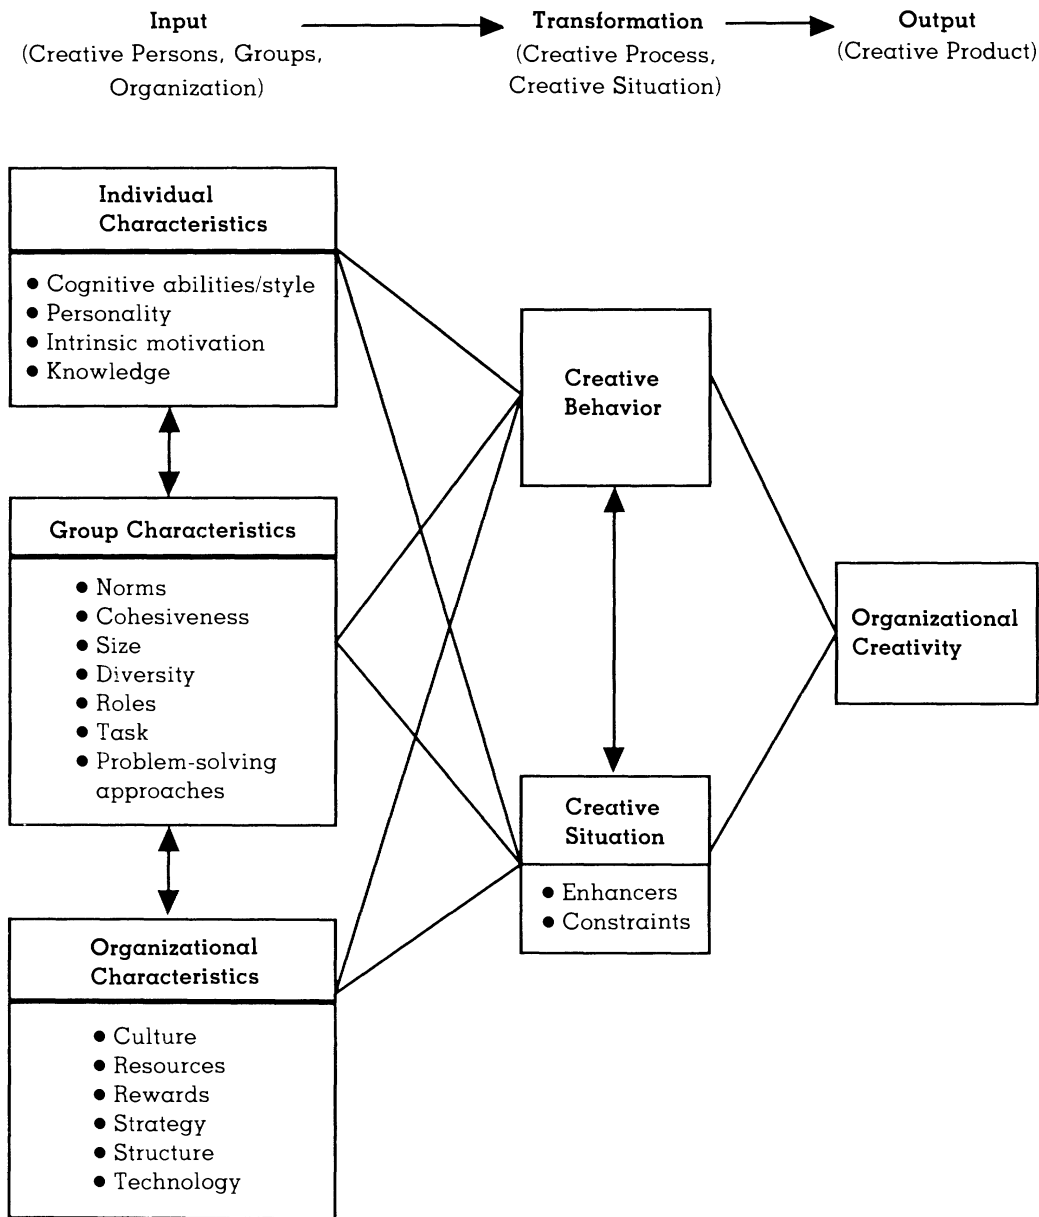 Input
(Creative Persons, Groups,
Organization)
Transformation
(Creative Process,
Creative Situation)
Output
(Creative Product)
Individual
Characteristics
● Cognitive abilities/style
● Personality
● Intrinsic motivation
● Knowledge
Group Characteristics
● Norms
● Cohesiveness
● Size
● Diversity
● Roles
● Task
● Problem-solving
approaches
Organizational
Characteristics
● Culture
● Resources
● Rewards
● Strategy
● Structure
● Technology
Creative
Behavior
Creative
Situation
● Enhancers
● Constraints
Organizational
Creativity